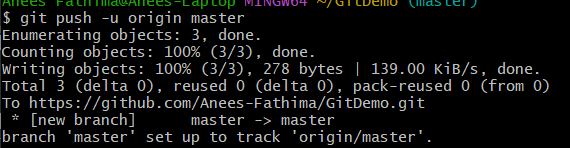 Anees Fathima@Anees-Laptop MINGW64 ~/GitDemo (master)
$ git push -u origin master
Enumerating objects: 3, done.
Counting objects: 100% (3/3), done.
Writing objects: 100% (3/3), 278 bytes | 139.00 KiB/s, done.
Total 3 (delta 0), reused 0 (delta 0), pack-reused 0 (from 0)
To https://github.com/Anees-Fathima/GitDemo.git
 * [new branch]      master -> master
branch 'master' set up to track 'origin/master'.